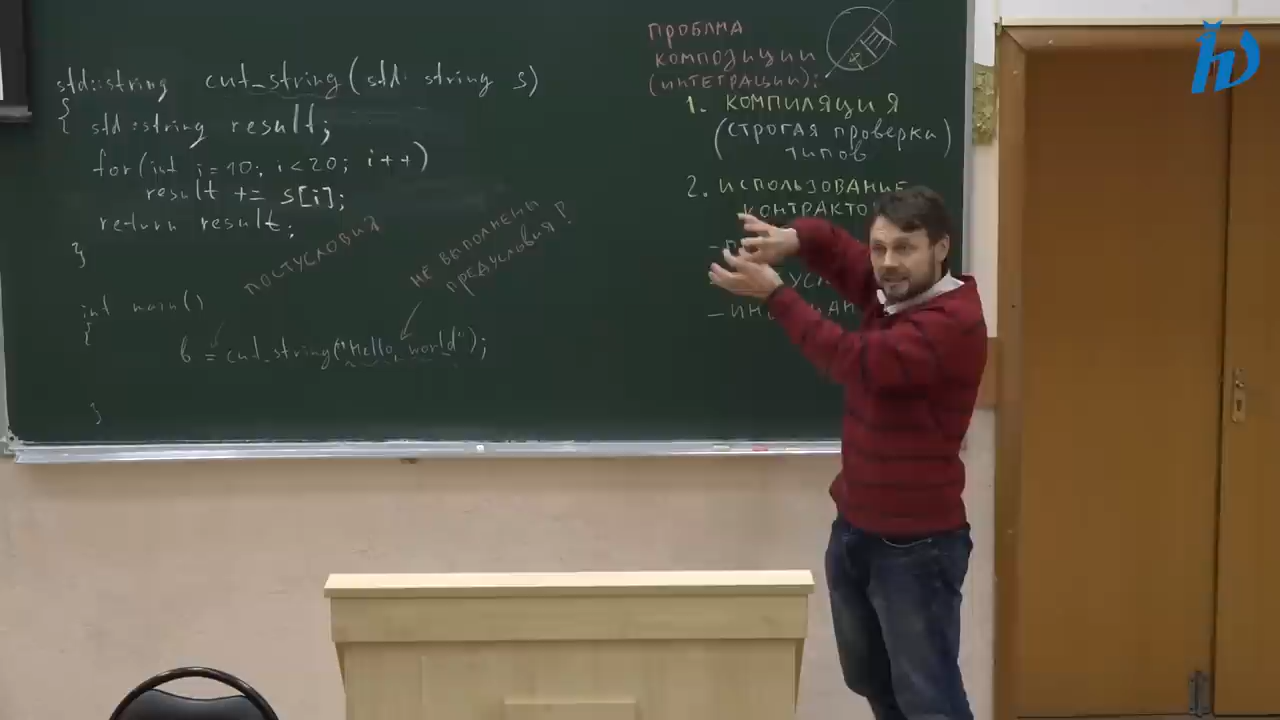 std::string cut_string(std::string s)
{ std::string result;
for(int i=10; i<20; i++)
result += s[i];
return result;
}
int main()
{
b = cut_string("Hello, world");
}
постусловия
не выполнены
предусловия!
проблма
композиции
(интеграции):
1. компиляция
(строгая проверка
типов
2. использование
контракто